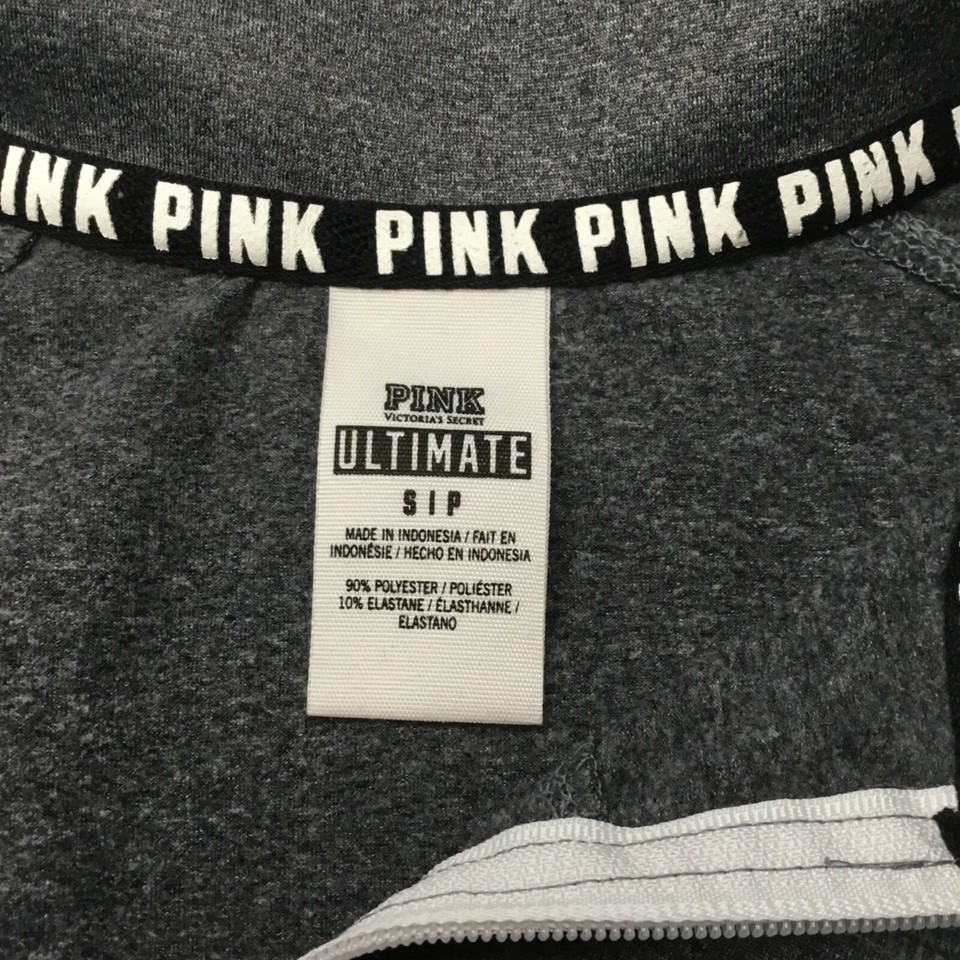 INK PINK PINK PINK PINK
PINK
VICTORIA'S SECRET
ULTIMATE
S | P
MADE IN INDONESIA / FAIT EN
INDONÉSIE / HECHO EN INDONESIA
90% POLYESTER / POLIÉSTER
10% ELASTANE / ÉLASTHANNE /
ELASTANO